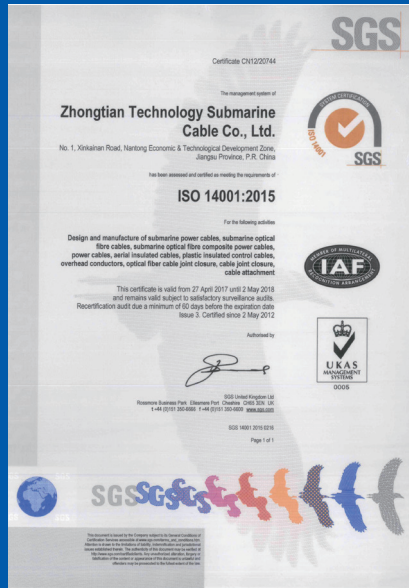 SGS
Certificate CN12/20744
The management system of
Zhongtian Technology Submarine
Cable Co., Ltd.
No. 1, Xinkainan Road, Nantong Economic & Technological Development Zone,
Jiangsu Province, P.R. China
has been assessed and certified as meeting the requirements of
ISO 14001:2015
For the following activities
Design and manufacture of submarine power cables, submarine optical
fibre cables, submarine optical fibre composite power cables,
power cables, aerial insulated cables, plastic insulated control cables,
overhead conductors, optical fiber cable joint closure, cable joint closure,
cable attachment
This certificate is valid from 27 April 2017 until 2 May 2018
and remains valid subject to satisfactory surveillance audits.
Recertification audit due a minimum of 60 days before the expiration date
Issue 3. Certified since 2 May 2012
Authorised by
SGS United Kingdom Ltd
Rossmore Business Park Ellesmere Port Cheshire CH65 3EN UK
t +44 (0)151 350-6666 f +44 (0)151 350-6600 www.sgs.com
SGS 14001 2015 0216
Page 1 of 1
SYSTEM CERTIFICATION
ISO 14001
SGS
MEMBER OF MULTILATERAL
IAF
RECOGNITION ARRANGEMENT
UKAS
MANAGEMENT
SYSTEMS
0005
SGS SGS